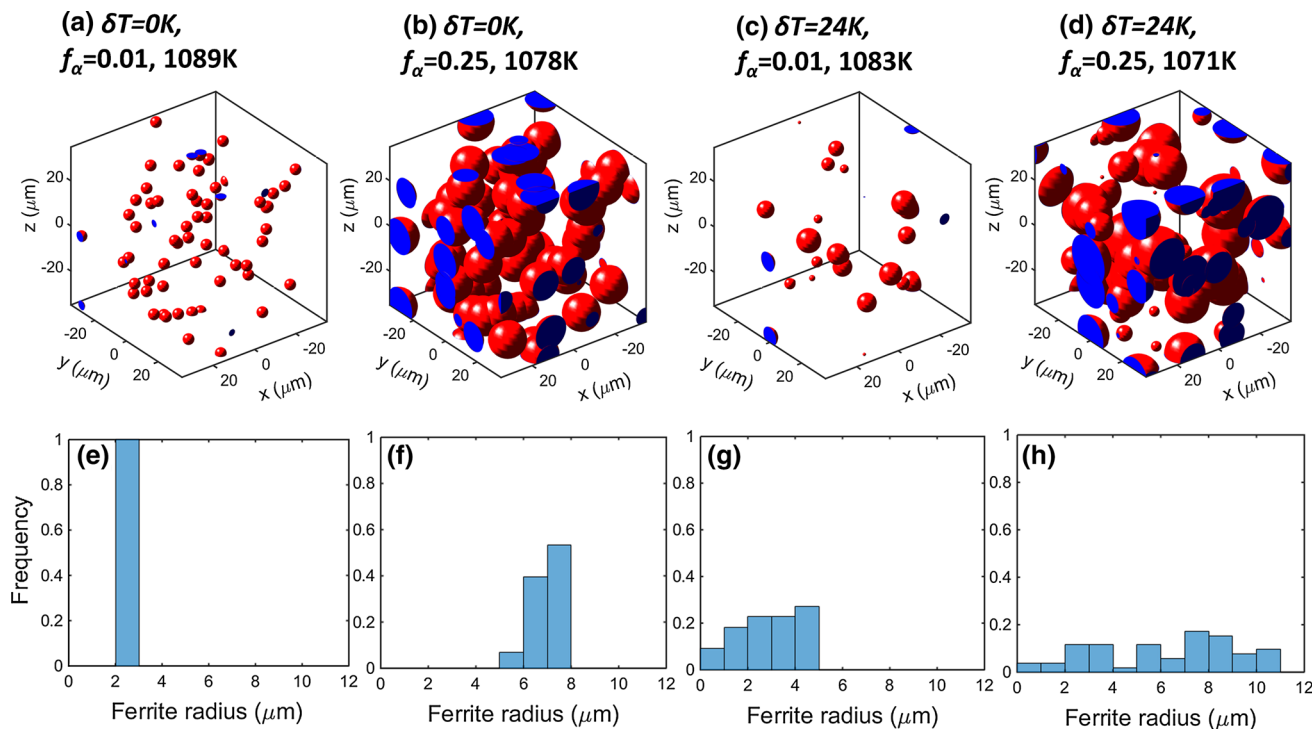 (a) δT=0K,
fα=0.01, 1089K
(b) δT=0K,
fα=0.25, 1078K
(c) δT=24K,
fα=0.01, 1083K
(d) δT=24K,
fα=0.25, 1071K
z (μm)
20
0
-20
-20
0
20
y (μm)
20
0
-20
x (μm)
z (μm)
20
0
-20
-20
0
20
y (μm)
20
0
-20
x (μm)
z (μm)
20
0
-20
-20
0
20
y (μm)
20
0
-20
x (μm)
z (μm)
20
0
-20
-20
0
20
y (μm)
20
0
-20
x (μm)
(e)
Frequency
1
0.8
0.6
0.4
0.2
0
0 2 4 6 8 10 12
Ferrite radius (μm)
(f)
1
0.8
0.6
0.4
0.2
0
0 2 4 6 8 10 12
Ferrite radius (μm)
(g)
1
0.8
0.6
0.4
0.2
0
0 2 4 6 8 10 12
Ferrite radius (μm)
(h)
1
0.8
0.6
0.4
0.2
0
0 2 4 6 8 10 12
Ferrite radius (μm)